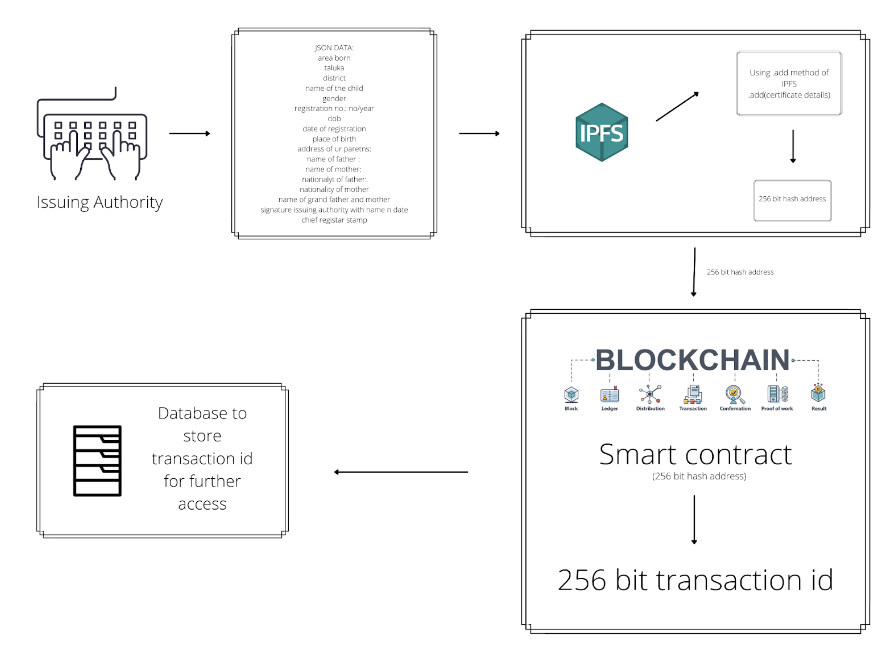 Issuing Authority
JSON DATA:
area born
taluka
district
name of the child
gender
registration no.: no/year
dob
date of registration
place of birth
address of ur paretns:
name of father :
name of mother:
nationalyt of father:
nationality of mother
name of grand father and mother
signature issuing authority with name n date
chief registar stamp
IPFS
Using .add method of
IPFS
.add(certificate details)
256 bit hash address
256 bit hash address
BLOCKCHAIN
Block
Ledger
Distribution
Transaction
Confirmation
Proof of work
Result
Smart contract
(256 bit hash address)
256 bit transaction id
Database to
store
transaction id
for further
access